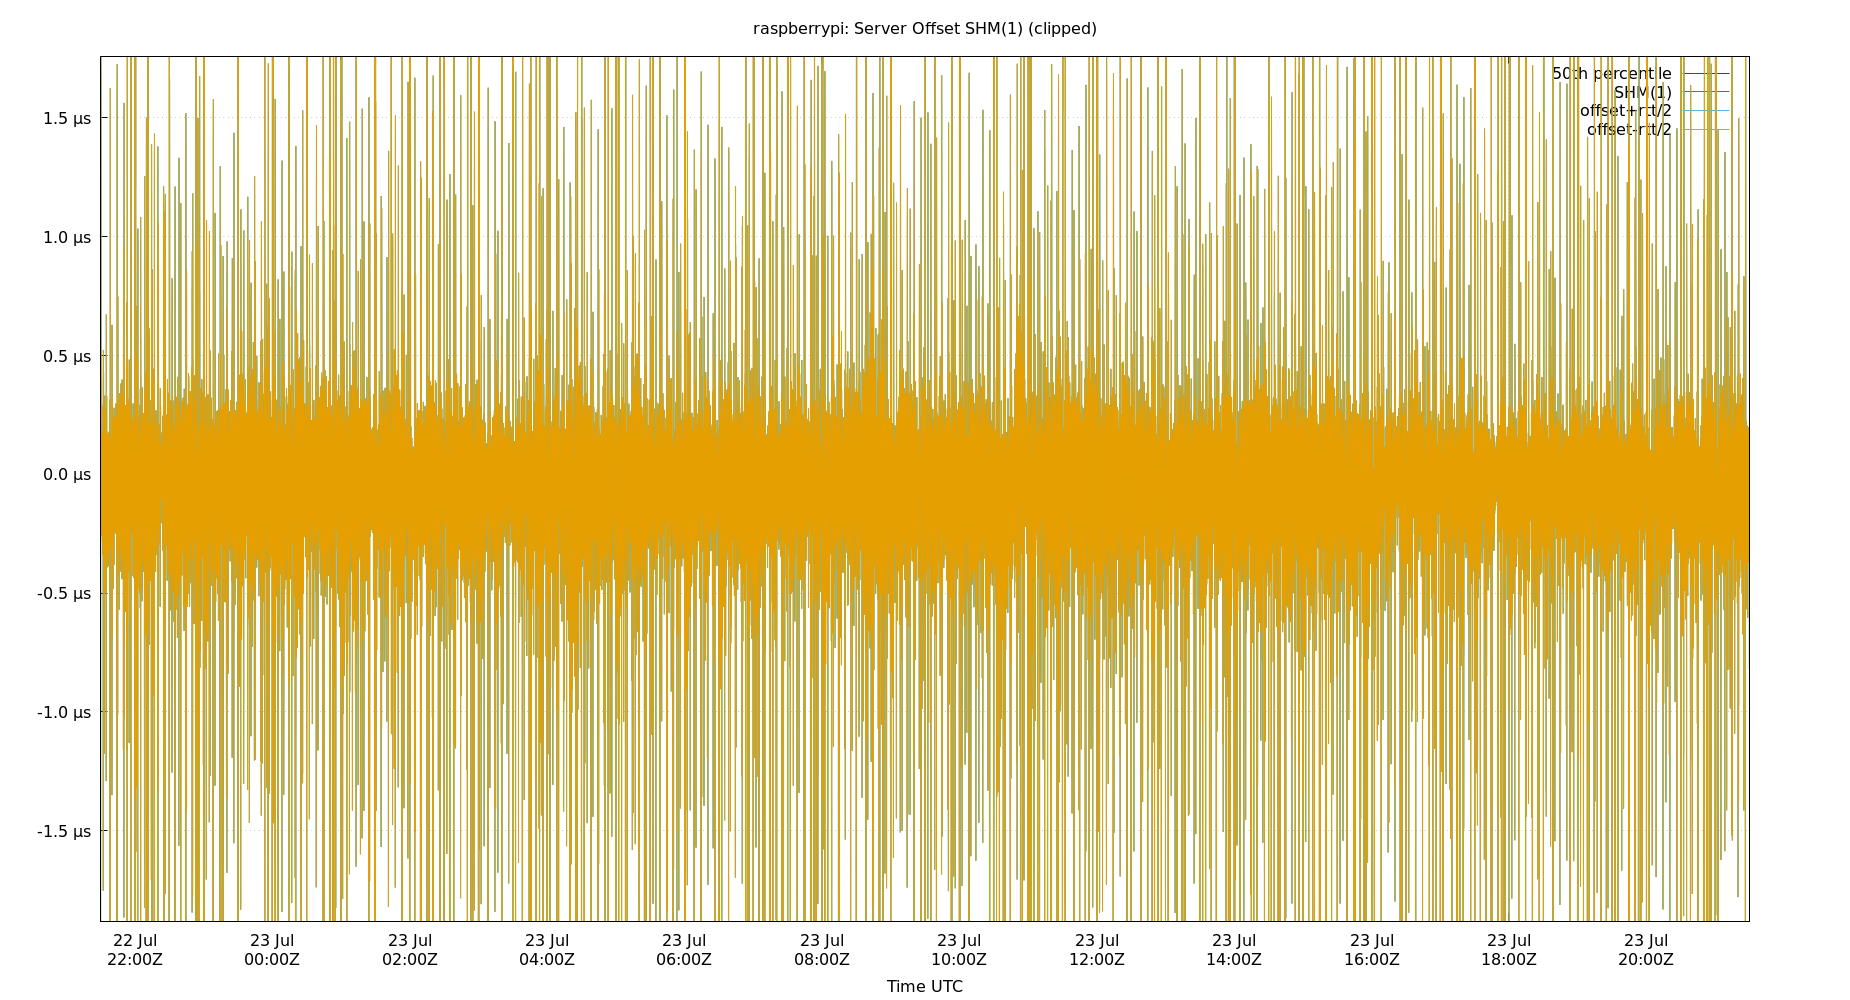 raspberrypi: Server Offset SHM(1) (clipped)
50th percentile
SHM(1)
offset+rtt/2
offset-rtt/2
1.5 µs
1.0 µs
0.5 µs
0.0 µs
-0.5 µs
-1.0 µs
-1.5 µs
22 Jul 23 Jul 23 Jul 23 Jul 23 Jul 23 Jul 23 Jul 23 Jul 23 Jul 23 Jul 23 Jul 23 Jul
22:00Z 00:00Z 02:00Z 04:00Z 06:00Z 08:00Z 10:00Z 12:00Z 14:00Z 16:00Z 18:00Z 20:00Z
Time UTC